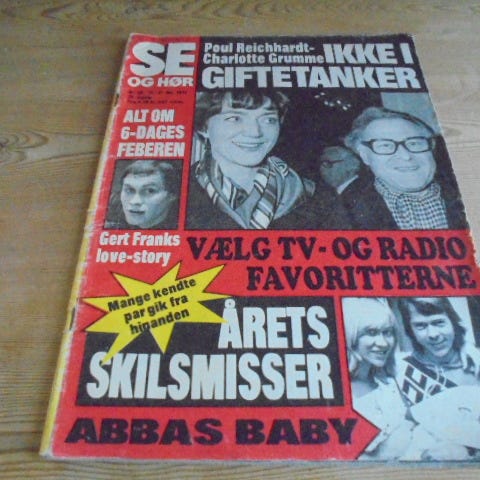 SE
OG HØR
Poul Reichhardt-
Charlotte Grumme
IKKE I
GIFTETANKER
ALT OM
6-DAGES
FEBEREN
Gert Franks
love-story
VÆLG TV- OG RADIO
FAVORITTERNE
Mange kendte
par gik fra
hinanden
ÅRETS
SKILSMISSER
ABBAS BABY